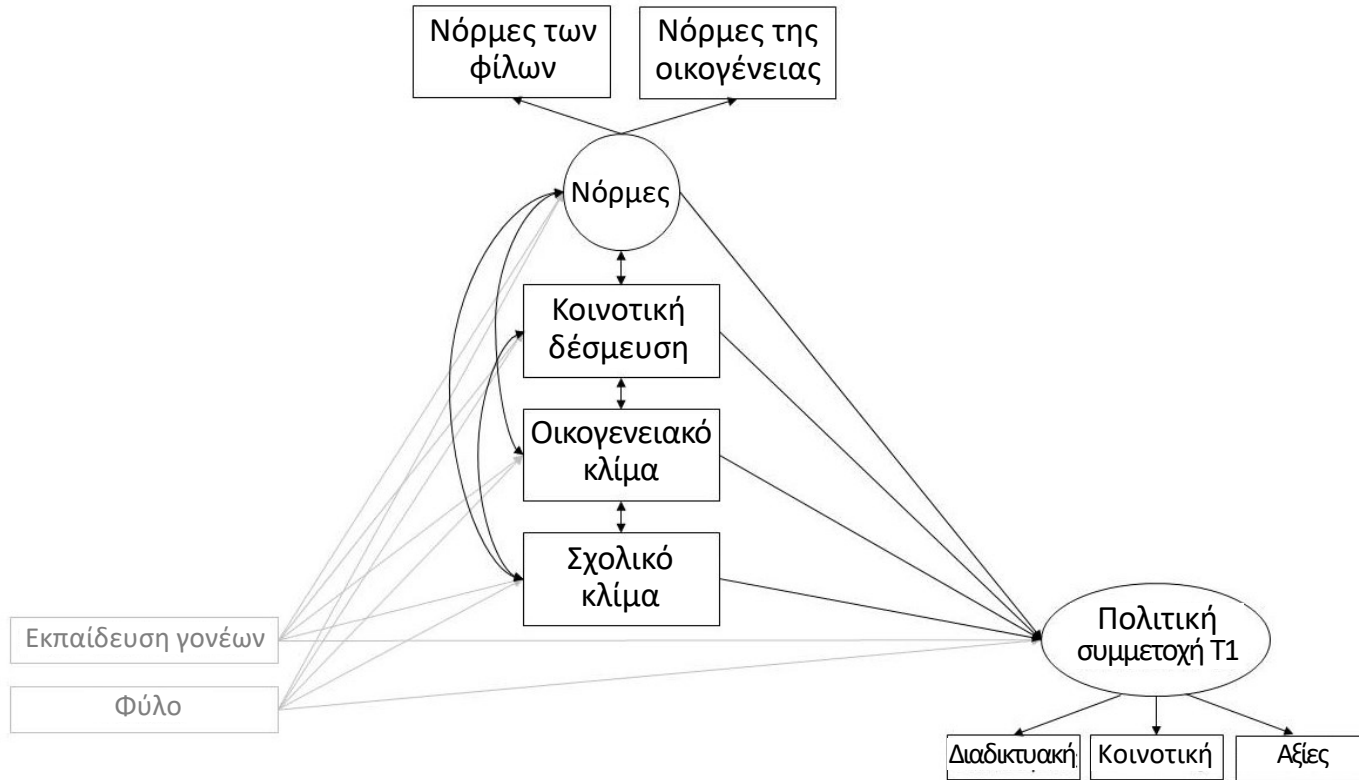 Νόρμες των
φίλων
Νόρμες της
οικογένειας
Νόρμες
Κοινοτική
δέσμευση
Οικογενειακό
κλίμα
Σχολικό
κλίμα
Εκπαίδευση γονέων
Φύλο
Πολιτική
συμμετοχή T1
Διαδικτυακή
Κοινοτική
Αξίες